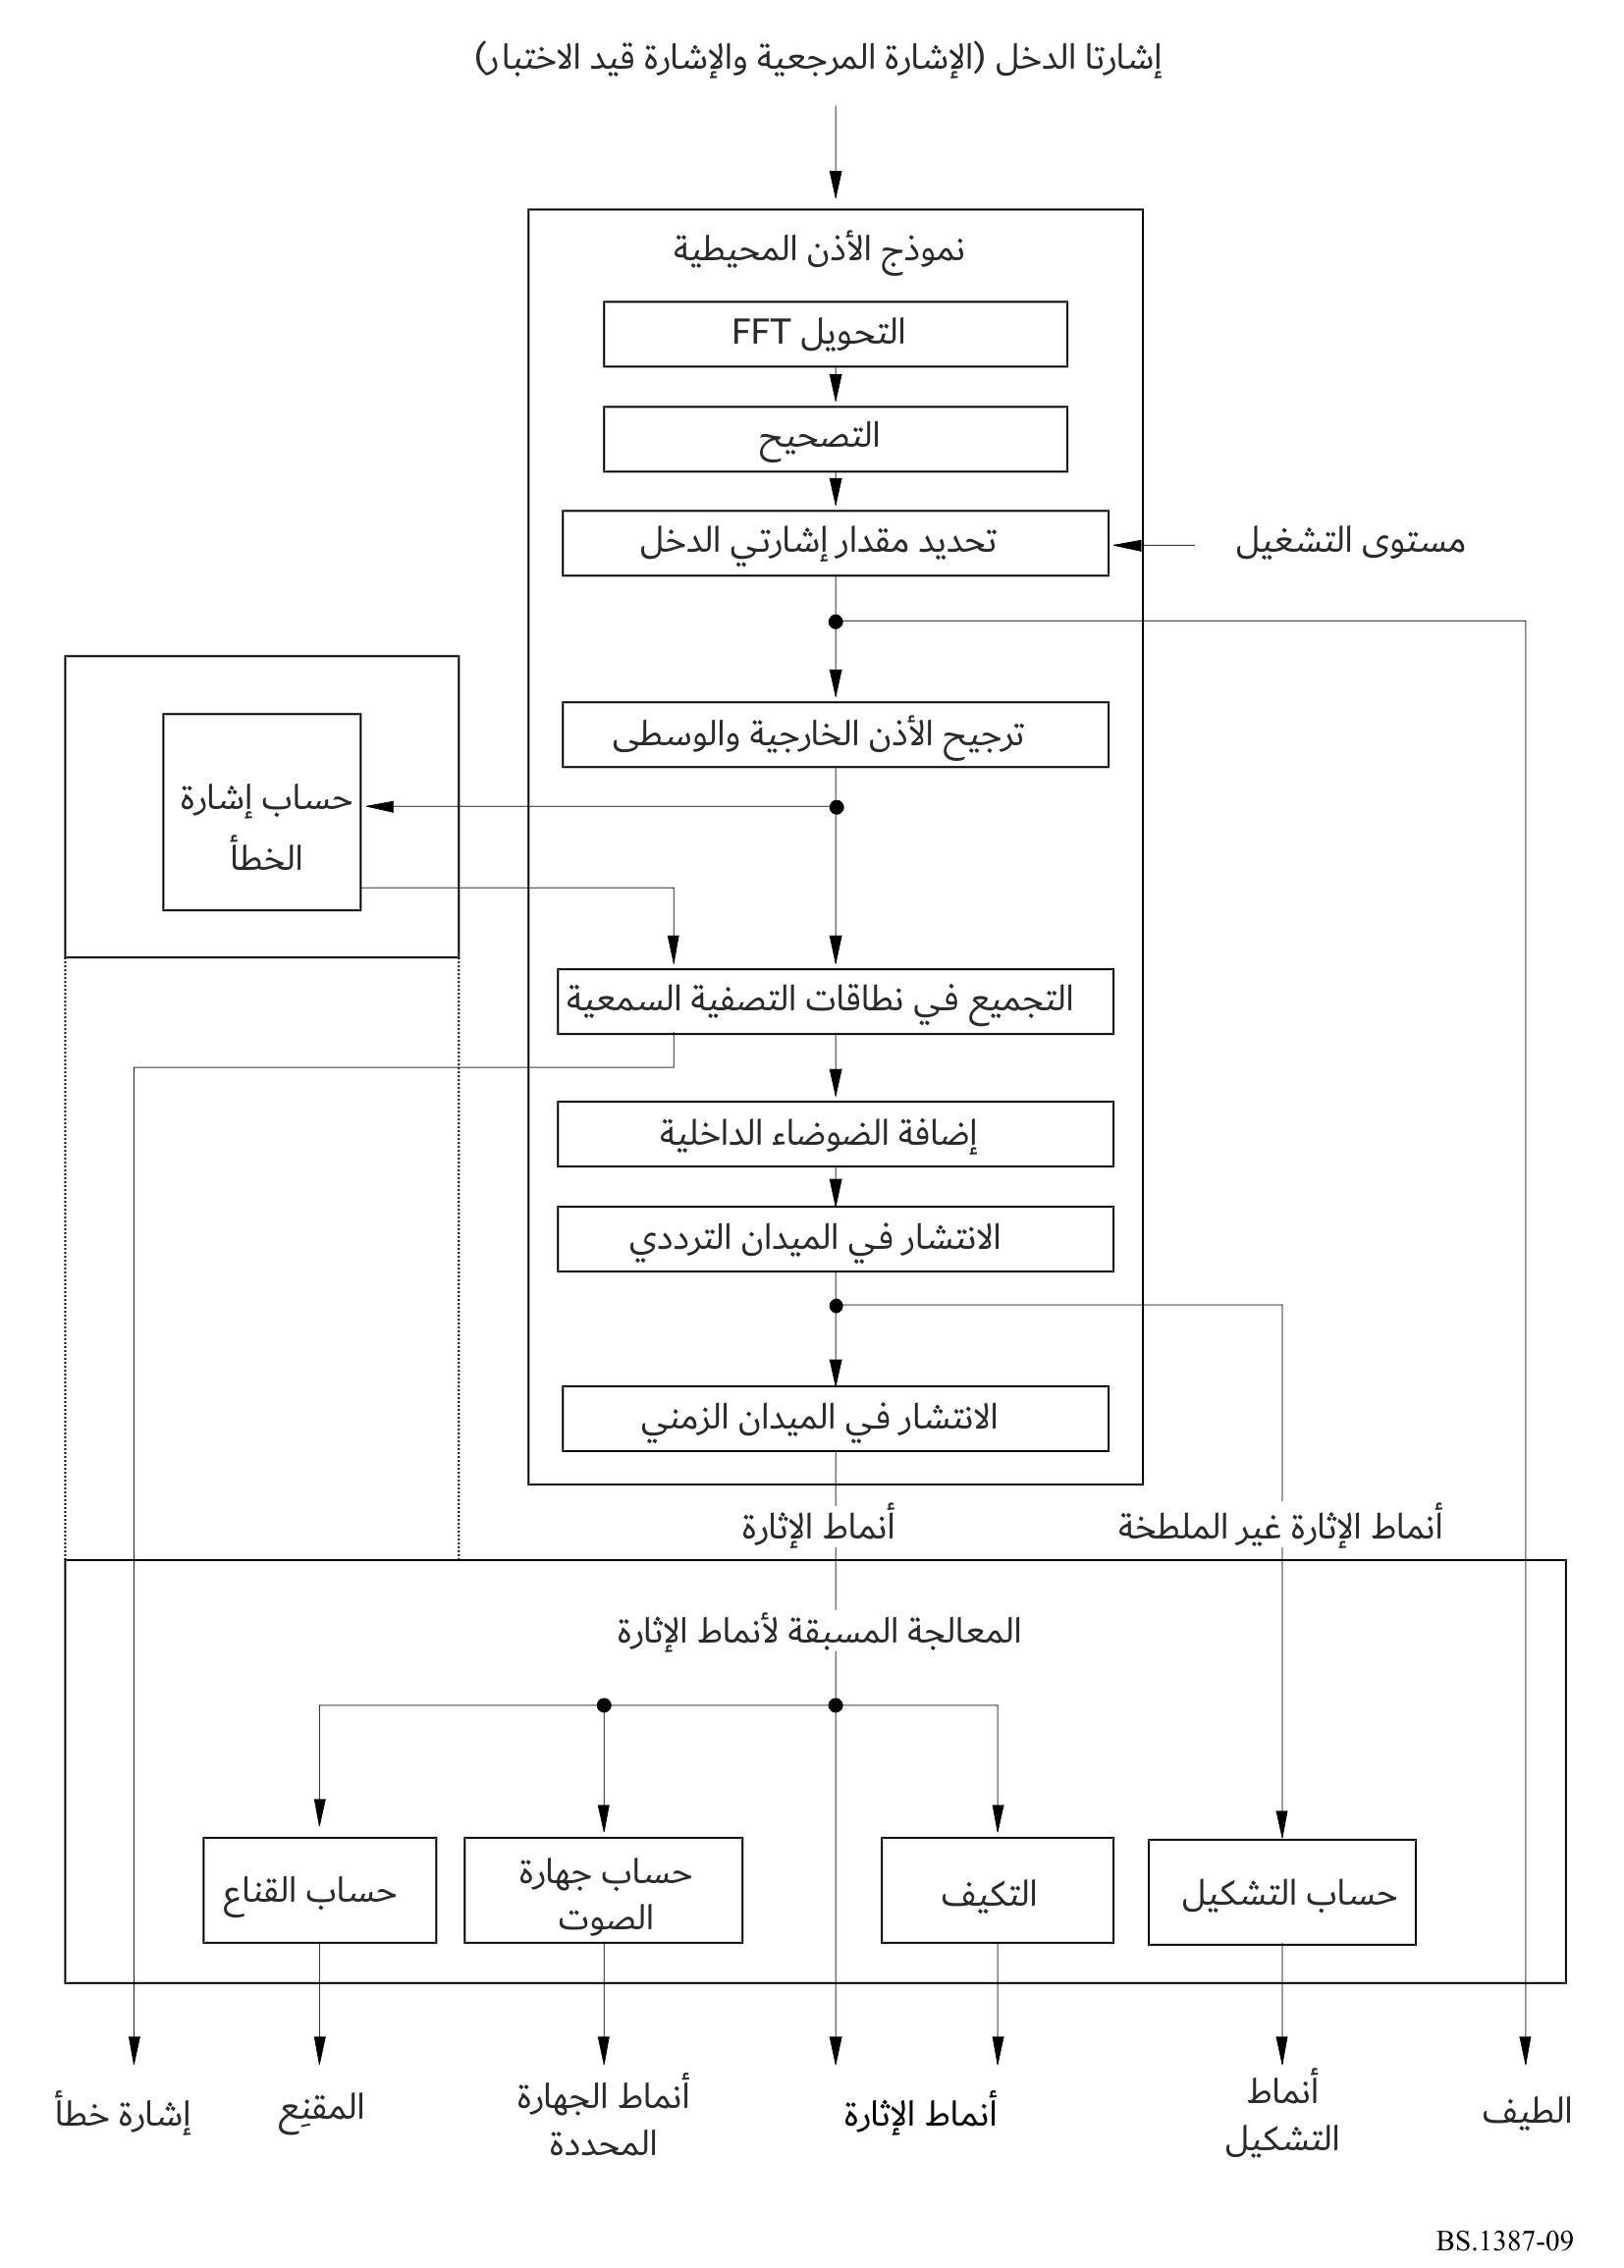 إشارتا الدخل (الإشارة المرجعية والإشارة قيد الاختبار)
نموذج الأذن المحيطية
التحويل FFT
التصحيح
تحديد مقدار إشارتي الدخل
مستوى التشغيل
ترجيح الأذن الخارجية والوسطى
حساب إشارة
الخطأ
التجميع في نطاقات التصفية السمعية
إضافة الضوضاء الداخلية
الانتشار في الميدان الترددي
الانتشار في الميدان الزمني
أنماط الإثارة غير الملطخة
أنماط الإثارة
المعالجة المسبقة لأنماط الإثارة
حساب التشكيل
التكيف
حساب جهارة
الصوت
حساب القناع
الطيف
أنماط
التشكيل
أنماط الإثارة
أنماط الجهارة
المحددة
المقنِع
إشارة خطأ
BS.1387-09